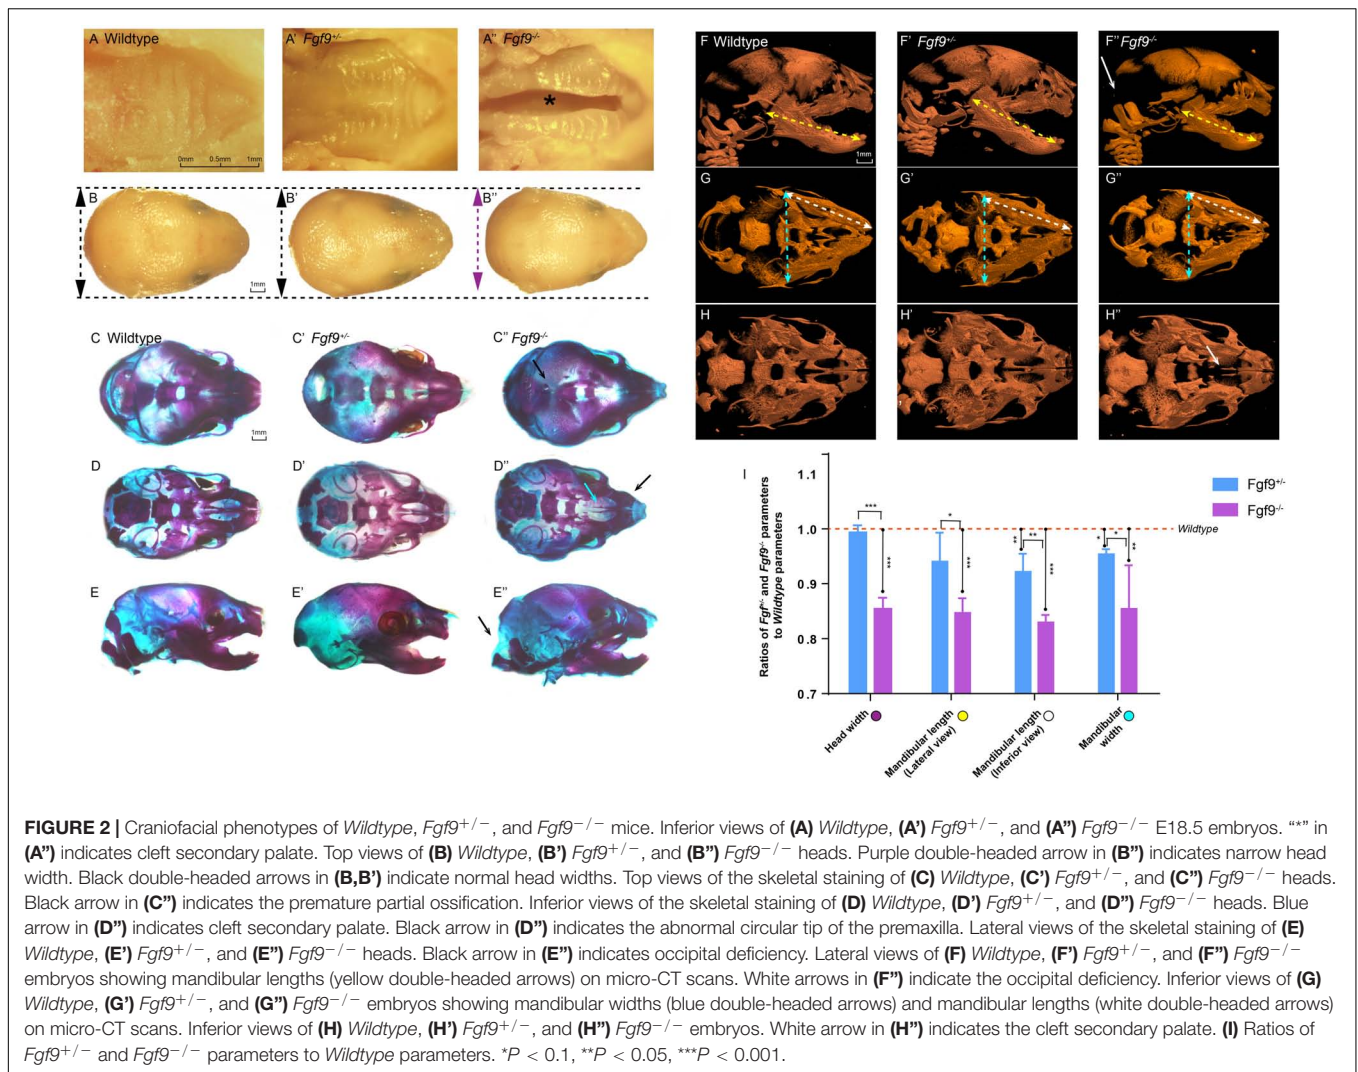 A Wildtype
A' Fgf9+/-
A" Fgf9-/-
*
0mm 0.5mm 1mm
B
B'
B"
1mm
C Wildtype
C' Fgf9+/-
C" Fgf9-/-
1mm
D
D'
D"
E
E'
E"
F Wildtype
F' Fgf9+/-
F" Fgf9-/-
1mm
G
G'
G"
H
H'
H"
I
Ratios of Fgf+/- and Fgf9-/- parameters
to Wildtype parameters
1.1
1.0
0.9
0.8
0.7
Wildtype
Fgf9+/-
Fgf9-/-
*** ***
* ***
** ** ***
* * **
Head width
Mandibular length
(Lateral view)
Mandibular length
(Inferior view)
Mandibular
width
FIGURE 2 | Craniofacial phenotypes of Wildtype, Fgf9+/−, and Fgf9−/− mice. Inferior views of (A) Wildtype, (A') Fgf9+/−, and (A") Fgf9−/− E18.5 embryos. "*" in
(A") indicates cleft secondary palate. Top views of (B) Wildtype, (B') Fgf9+/−, and (B") Fgf9−/− heads. Purple double-headed arrow in (B") indicates narrow head
width. Black double-headed arrows in (B,B') indicate normal head widths. Top views of the skeletal staining of (C) Wildtype, (C') Fgf9+/−, and (C") Fgf9−/− heads.
Black arrow in (C") indicates the premature partial ossification. Inferior views of the skeletal staining of (D) Wildtype, (D') Fgf9+/−, and (D") Fgf9−/− heads. Blue
arrow in (D") indicates cleft secondary palate. Black arrow in (D") indicates the abnormal circular tip of the premaxilla. Lateral views of the skeletal staining of (E)
Wildtype, (E') Fgf9+/−, and (E") Fgf9−/− heads. Black arrow in (E") indicates occipital deficiency. Lateral views of (F) Wildtype, (F') Fgf9+/−, and (F") Fgf9−/−
embryos showing mandibular lengths (yellow double-headed arrows) on micro-CT scans. White arrows in (F") indicate the occipital deficiency. Inferior views of (G)
Wildtype, (G') Fgf9+/−, and (G") Fgf9−/− embryos showing mandibular widths (blue double-headed arrows) and mandibular lengths (white double-headed arrows)
on micro-CT scans. Inferior views of (H) Wildtype, (H') Fgf9+/−, and (H") Fgf9−/− embryos. White arrow in (H") indicates the cleft secondary palate. (I) Ratios of
Fgf9+/− and Fgf9−/− parameters to Wildtype parameters. *P < 0.1, **P < 0.05, ***P < 0.001.